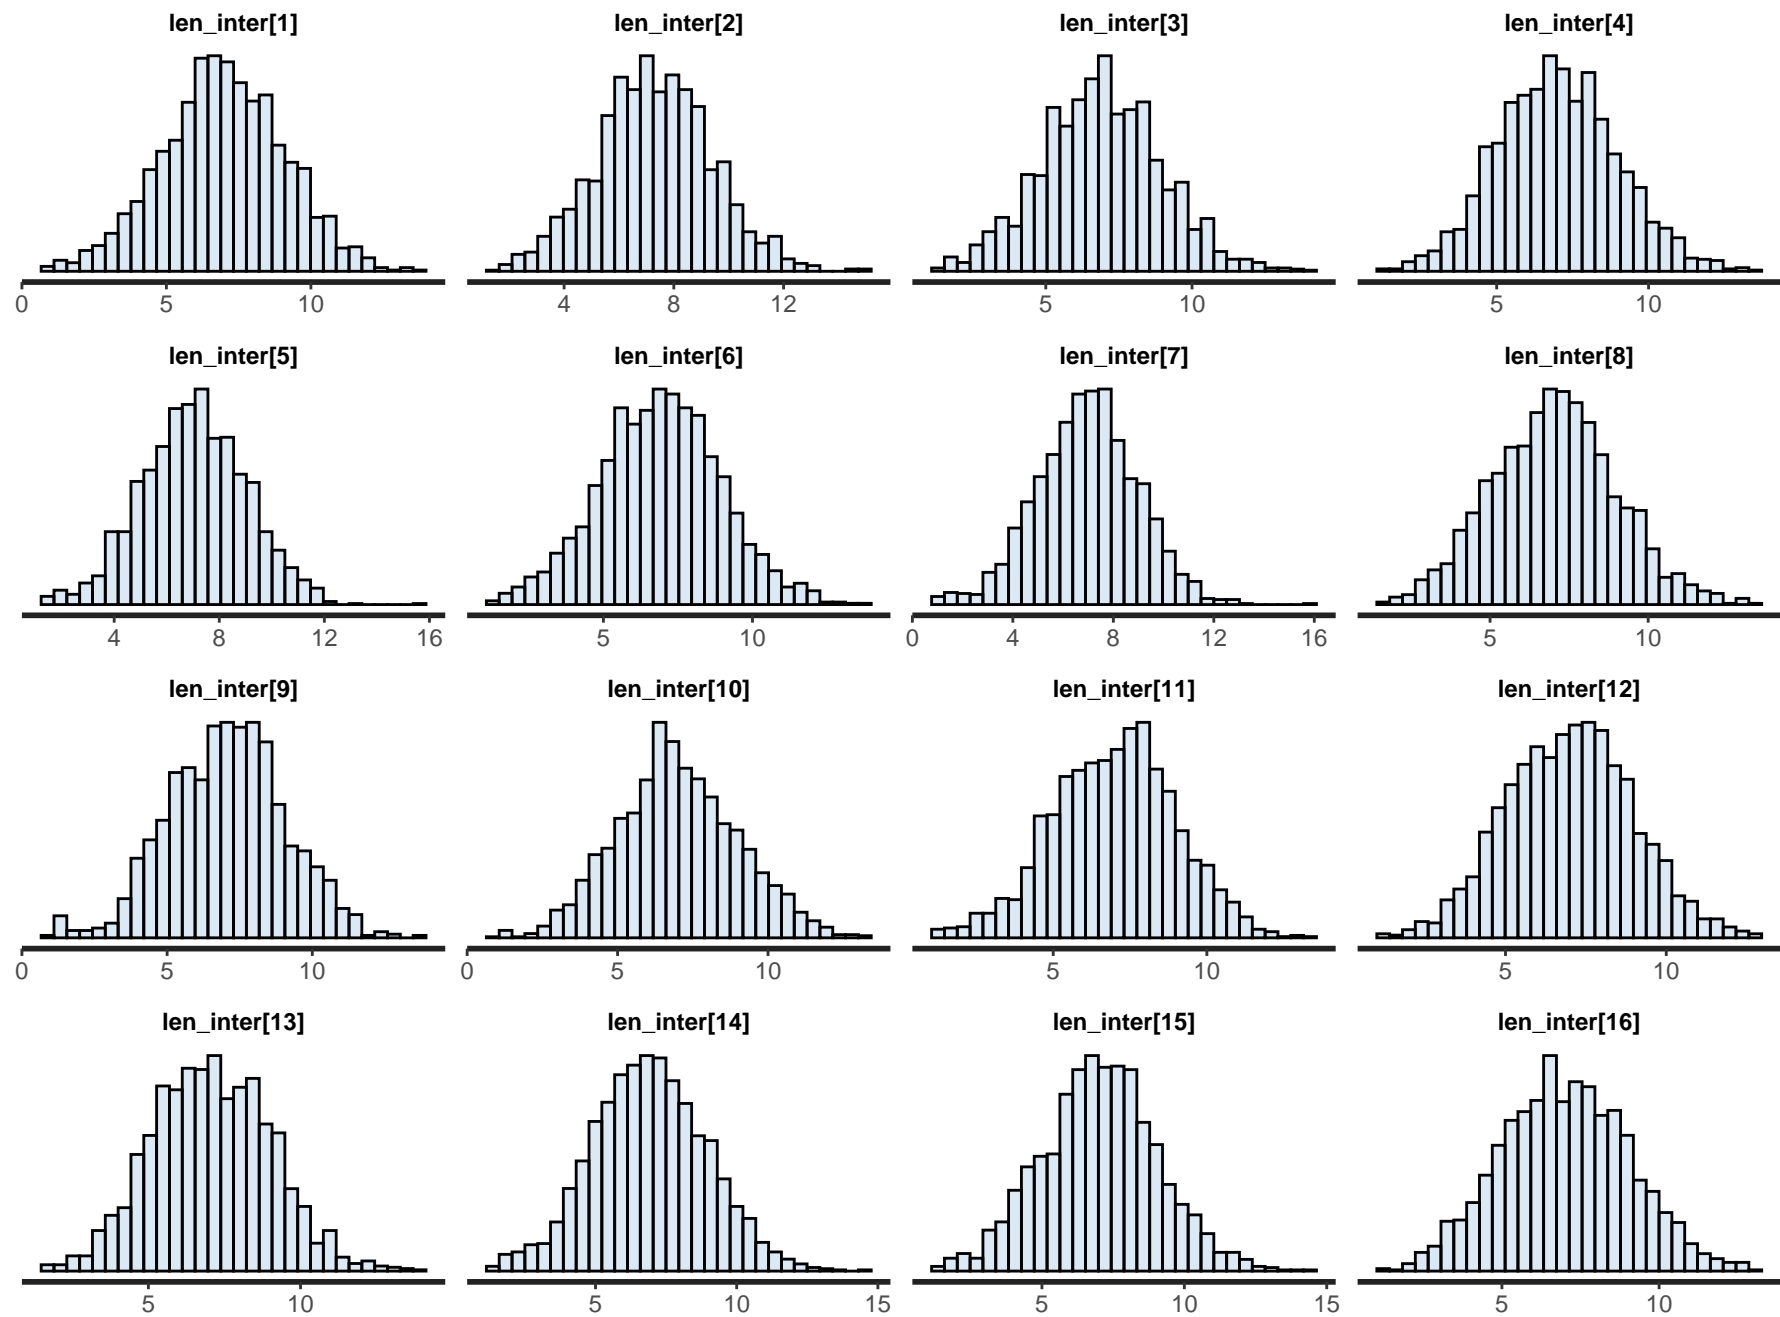 len_inter[1] len_inter[2] len_inter[3] len_inter[4]
0 5 10 4 8 12 5 10 5 10
len_inter[5] len_inter[6] len_inter[7] len_inter[8]
4 8 12 16 5 10 0 4 8 12 16 5 10
len_inter[9] len_inter[10] len_inter[11] len_inter[12]
0 5 10 0 5 10 5 10 5 10
len_inter[13] len_inter[14] len_inter[15] len_inter[16]
5 10 5 10 15 5 10 15 5 10